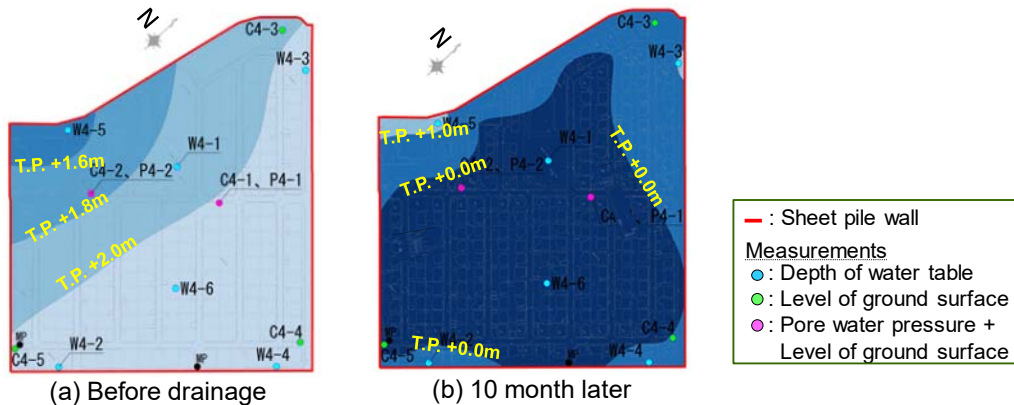 N
C4-3
W4-3
W4-5
W4-1
T.P. +1.6m
C4-2、P4-2
C4-1、P4-1
T.P. +1.8m
T.P. +2.0m
W4-6
MP
C4-5
W4-2
MP
C4-4
W4-4
(a) Before drainage
N
C4-3
W4-3
W4-5
T.P. +1.0m
W4-1
T.P. +0.0m
2、P4-2
T.P. +0.0m
P4-1
W4-6
MP
C4-5
T.P. +0.0m
W4-2
MP
C4-4
W4-4
(b) 10 month later
: Sheet pile wall
Measurements
: Depth of water table
: Level of ground surface
: Pore water pressure +
Level of ground surface